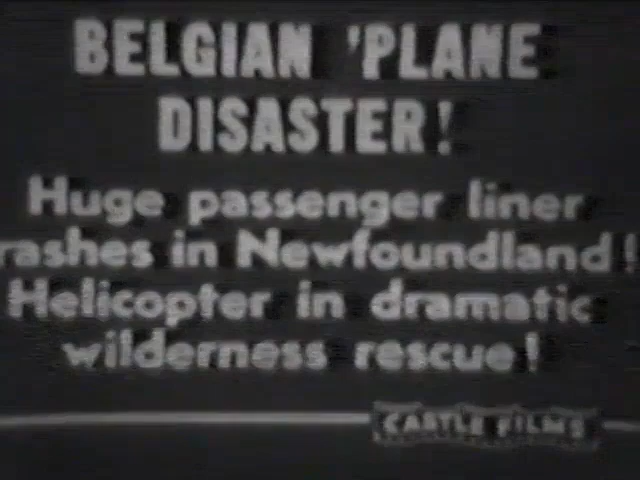 BELGIAN 'PLANE
DISASTER!
Huge passenger liner
rashes in Newfoundland!
Helicopter in dramatic
wilderness rescue!
CASTLE FILMS